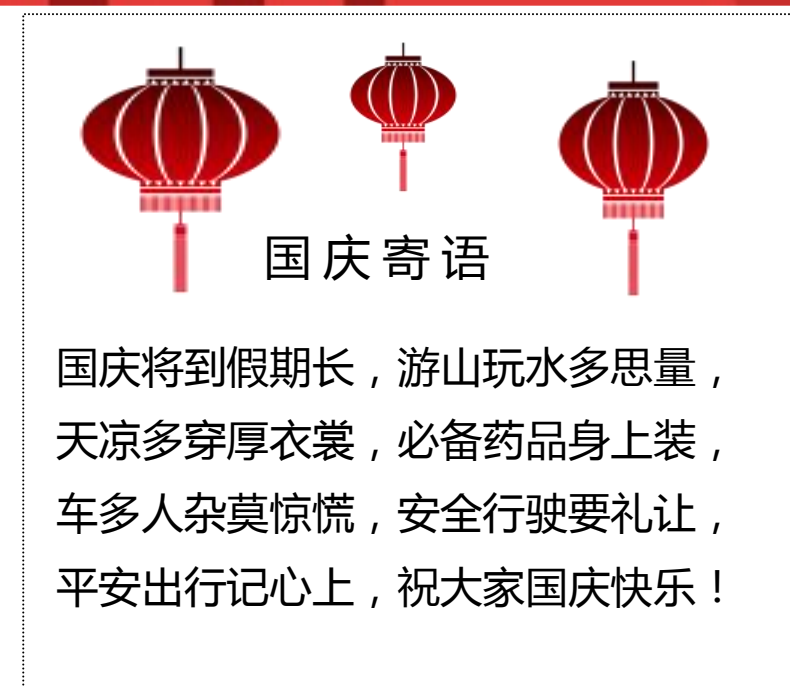 国庆寄语
国庆将到假期长，游山玩水多思量，
天凉多穿厚衣裳，必备药品身上装，
车多人杂莫惊慌，安全行驶要礼让，
平安出行记心上，祝大家国庆快乐！